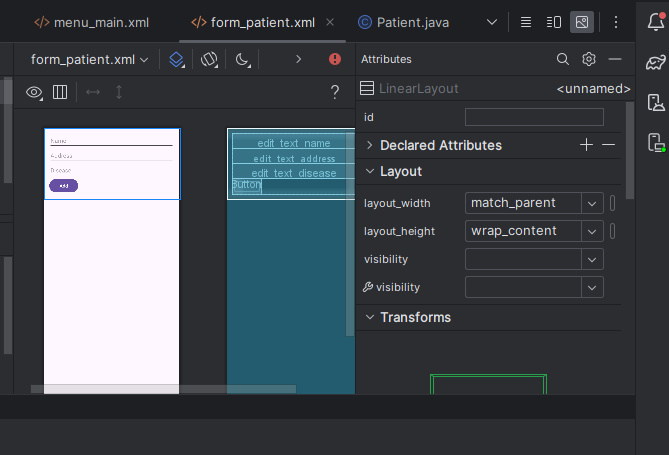 menu_main.xml
form_patient.xml
Patient.java
form_patient.xml
Attributes
LinearLayout
<unnamed>
id
Declared Attributes
Layout
layout_width
match_parent
layout_height
wrap_content
visibility
visibility
Transforms
Name
Address
Disease
Add
edit_text_name
edit_text_address
edit_text_disease
Button
?